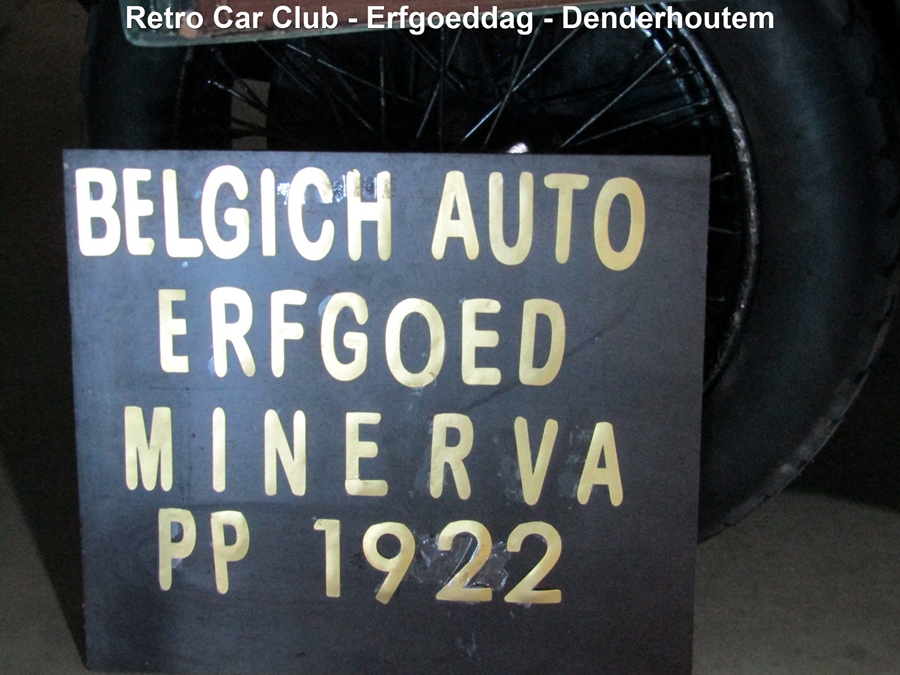 Retro Car Club - Erfgoeddag - Denderhoutem
BELGICH AUTO
ERFGOED
MINERVA
PP 1922